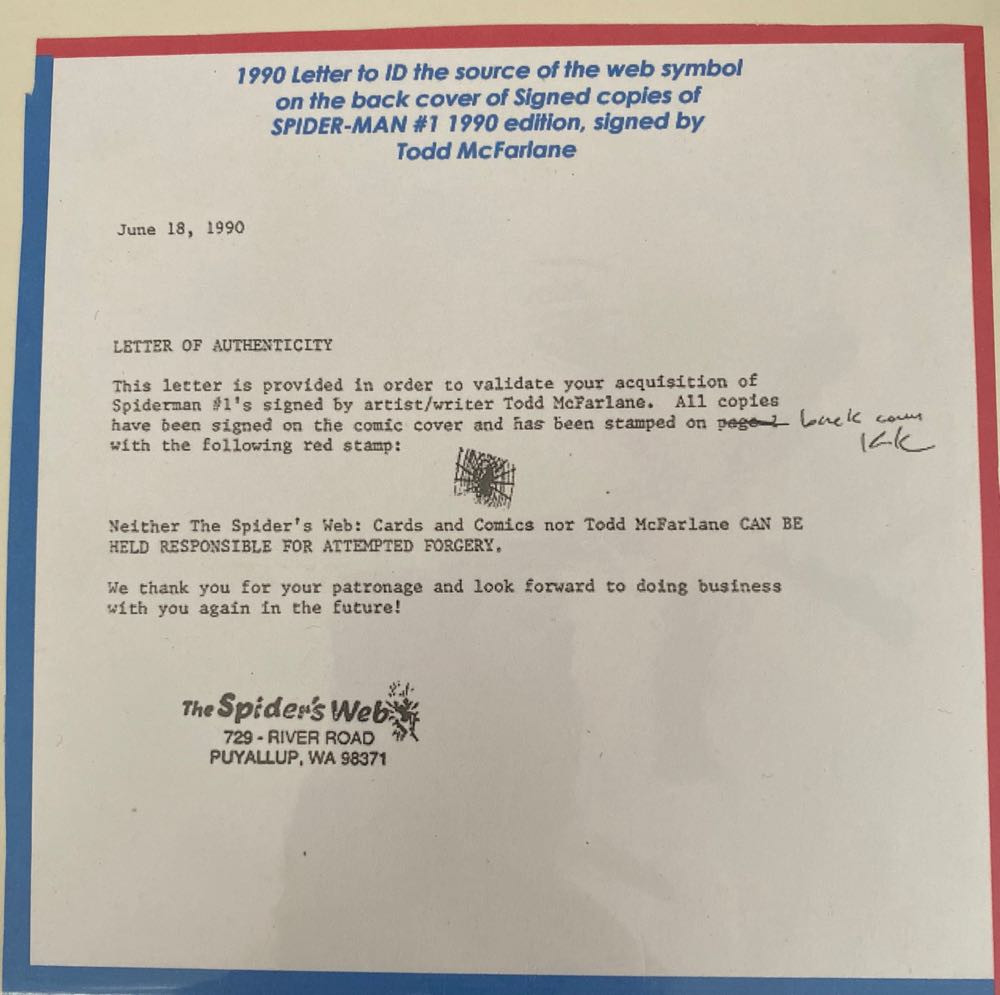 1990 Letter to ID the source of the web symbol
on the back cover of Signed copies of
SPIDER-MAN #1 1990 edition, signed by
Todd McFarlane
June 18, 1990
LETTER OF AUTHENTICITY
This letter is provided in order to validate your acquisition of
Spiderman #1's signed by artist/writer Todd McFarlane. All copies
have been signed on the comic cover and has been stamped on page 2 back cover
with the following red stamp:
Neither The Spider's Web: Cards and Comics nor Todd McFarlane CAN BE
HELD RESPONSIBLE FOR ATTEMPTED FORGERY.
We thank you for your patronage and look forward to doing business
with you again in the future!
The Spider's Web
729 - RIVER ROAD
PUYALLUP, WA 98371